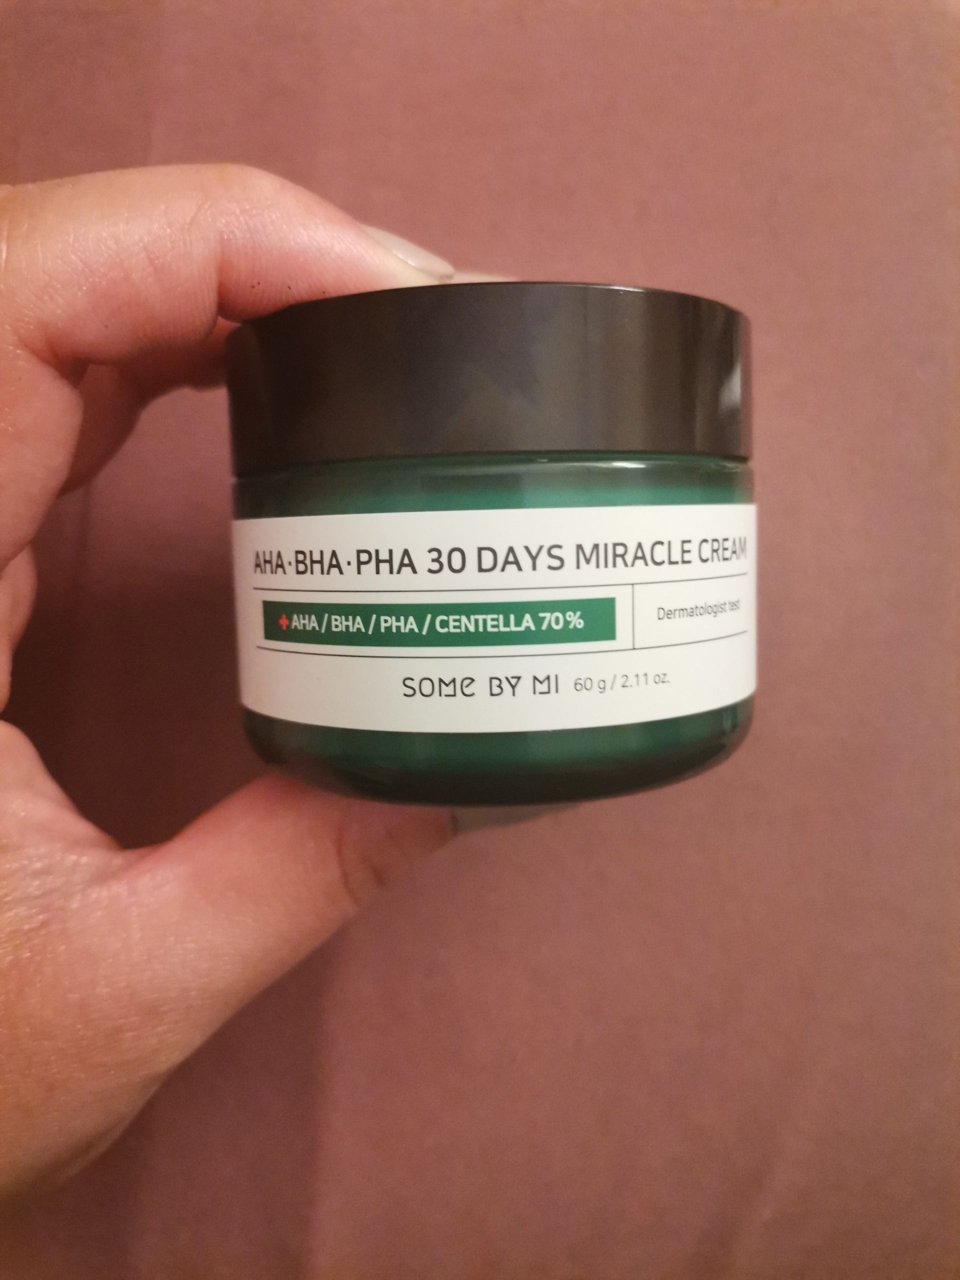 AHA·BHA·PHA 30 DAYS MIRACLE CREAM
+ AHA / BHA / PHA / CENTELLA 70%
Dermatologist test
SOME BY MI 60 g / 2.11 oz.